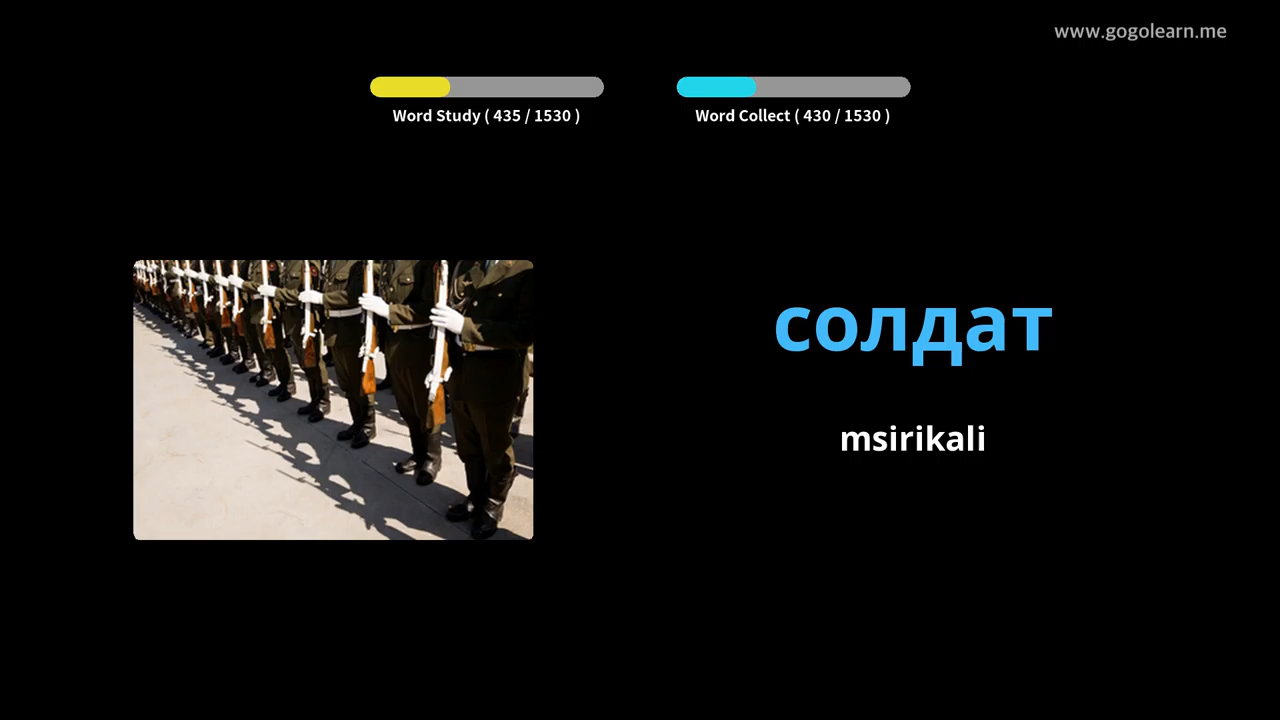 www.gogolearn.me
Word Study ( 435 / 1530 )
Word Collect ( 430 / 1530 )
солдат
msirikali